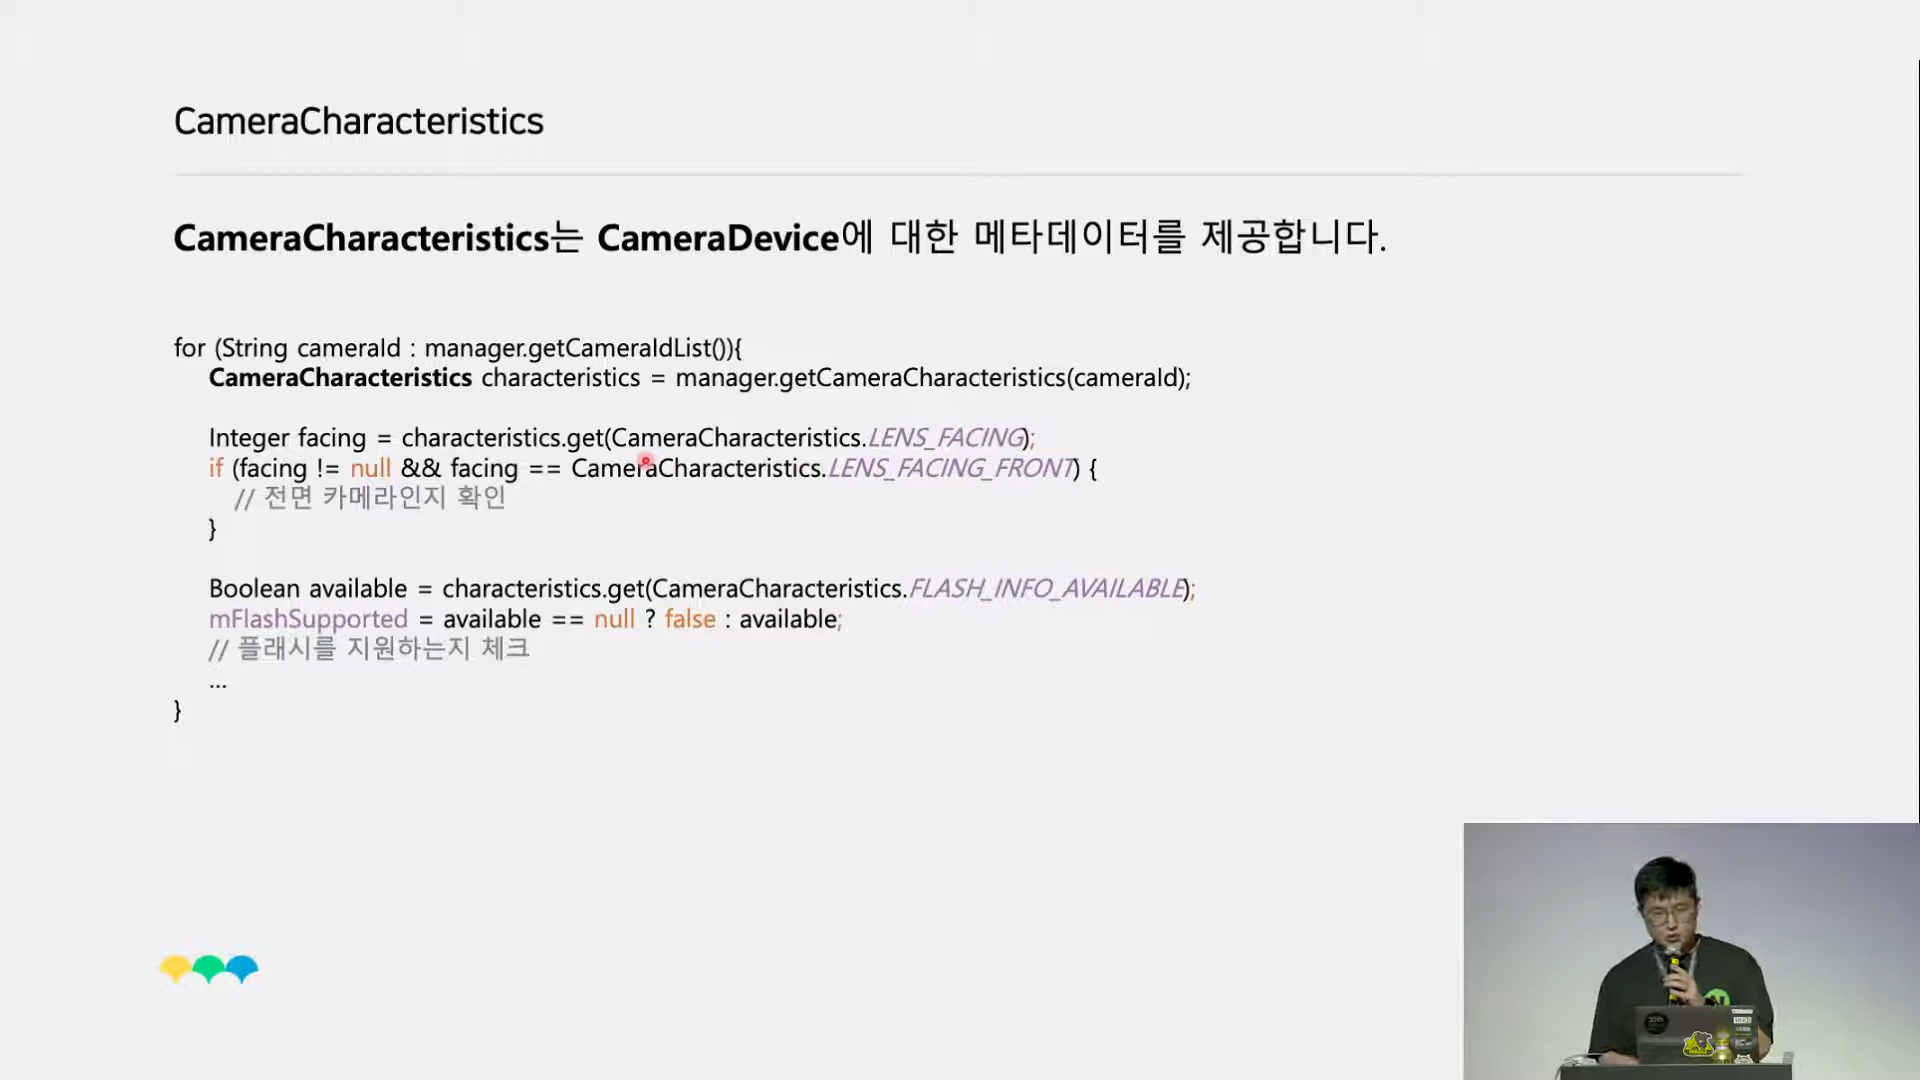 CameraCharacteristics
CameraCharacteristics는 CameraDevice에 대한 메타데이터를 제공합니다.
for (String cameraId : manager.getCameraIdList()){
CameraCharacteristics characteristics = manager.getCameraCharacteristics(cameraId);
Integer facing = characteristics.get(CameraCharacteristics.LENS_FACING);
if (facing != null && facing == CameraCharacteristics.LENS_FACING_FRONT) {
// 전면 카메라인지 확인
}
Boolean available = characteristics.get(CameraCharacteristics.FLASH_INFO_AVAILABLE);
mFlashSupported = available == null ? false : available;
// 플래시를 지원하는지 체크
...
}